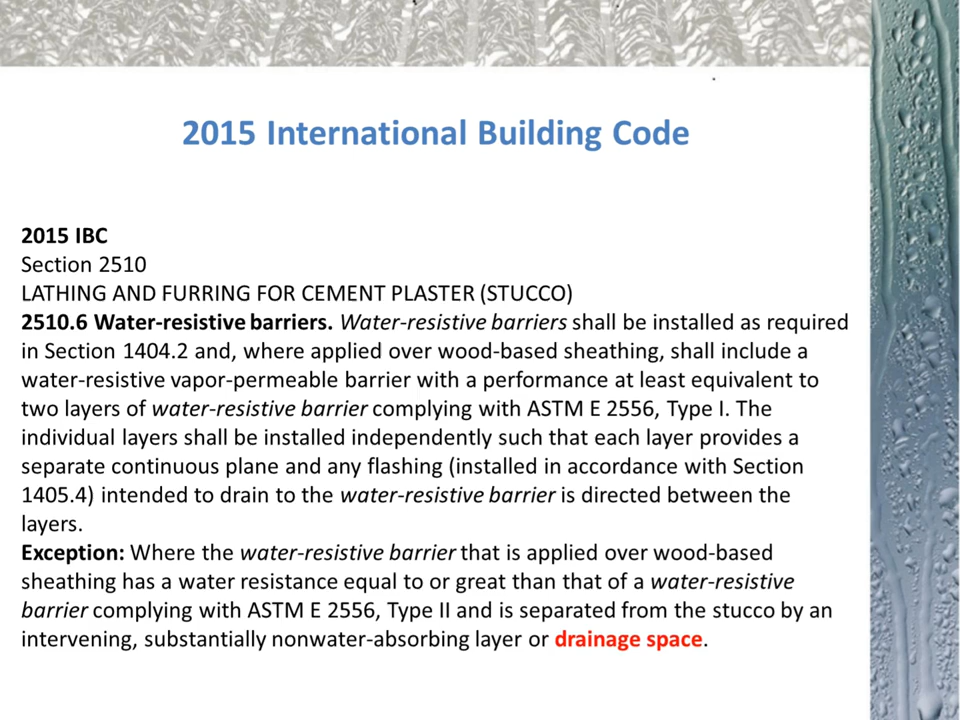 2015 International Building Code
2015 IBC
Section 2510
LATHING AND FURRING FOR CEMENT PLASTER (STUCCO)
2510.6 Water-resistive barriers. Water-resistive barriers shall be installed as required
in Section 1404.2 and, where applied over wood-based sheathing, shall include a
water-resistive vapor-permeable barrier with a performance at least equivalent to
two layers of water-resistive barrier complying with ASTM E 2556, Type I. The
individual layers shall be installed independently such that each layer provides a
separate continuous plane and any flashing (installed in accordance with Section
1405.4) intended to drain to the water-resistive barrier is directed between the
layers.
Exception: Where the water-resistive barrier that is applied over wood-based
sheathing has a water resistance equal to or great than that of a water-resistive
barrier complying with ASTM E 2556, Type II and is separated from the stucco by an
intervening, substantially nonwater-absorbing layer or drainage space.